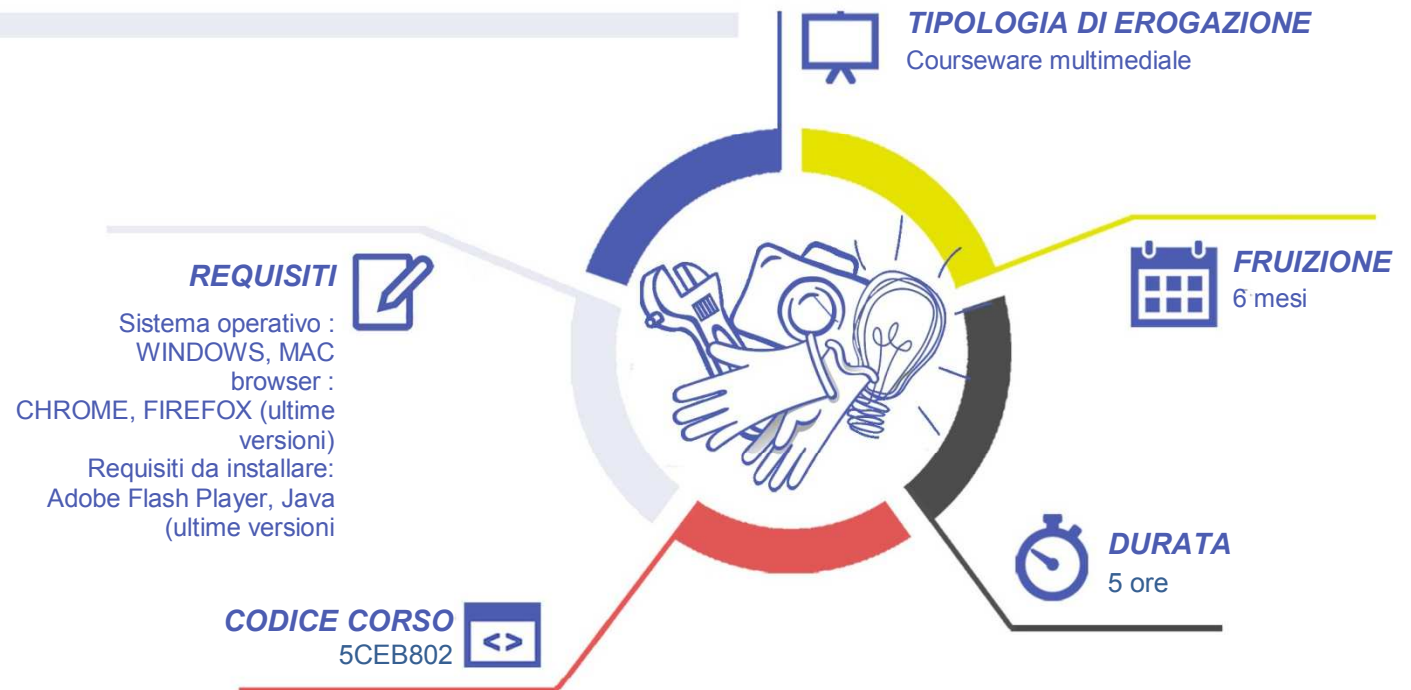 TIPOLOGIA DI EROGAZIONE
Courseware multimediale
REQUISITI
Sistema operativo :
WINDOWS, MAC
browser :
CHROME, FIREFOX (ultime
versioni)
Requisiti da installare:
Adobe Flash Player, Java
(ultime versioni
FRUIZIONE
6 mesi
DURATA
5 ore
CODICE CORSO
5CEB802